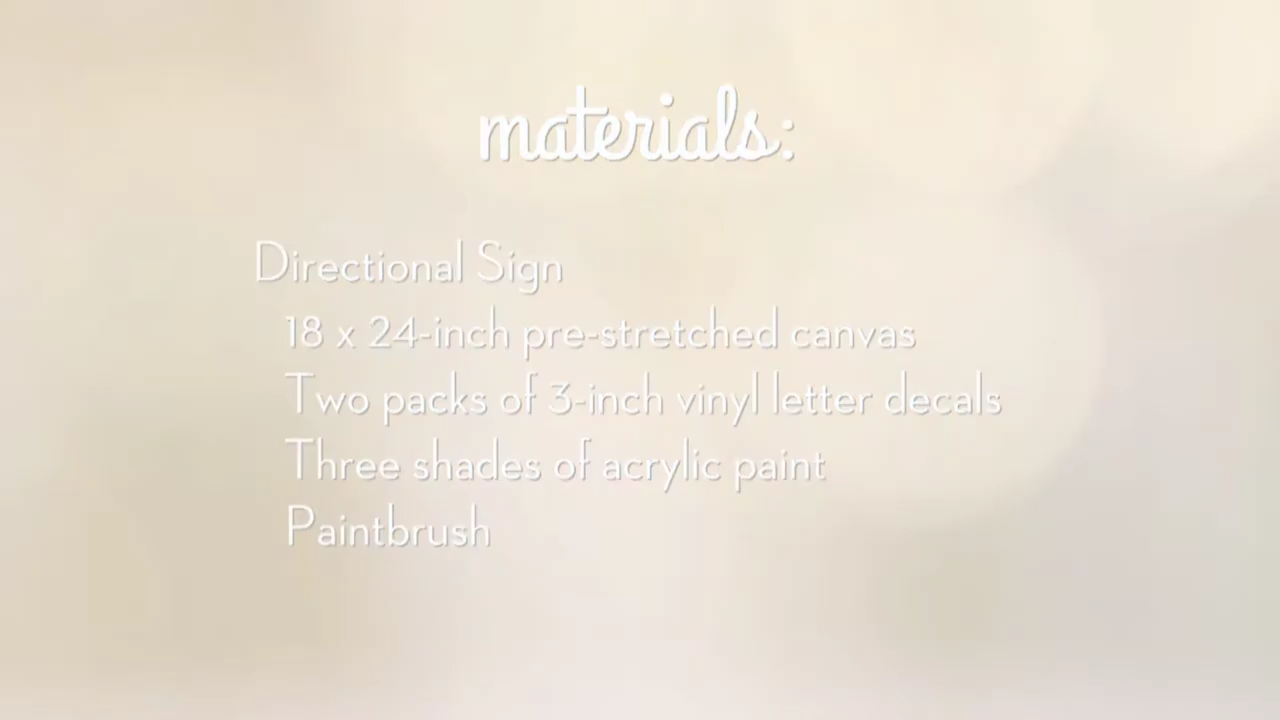 materials:
Directional Sign
18 x 24-inch pre-stretched canvas
Two packs of 3-inch vinyl letter decals
Three shades of acrylic paint
Paintbrush